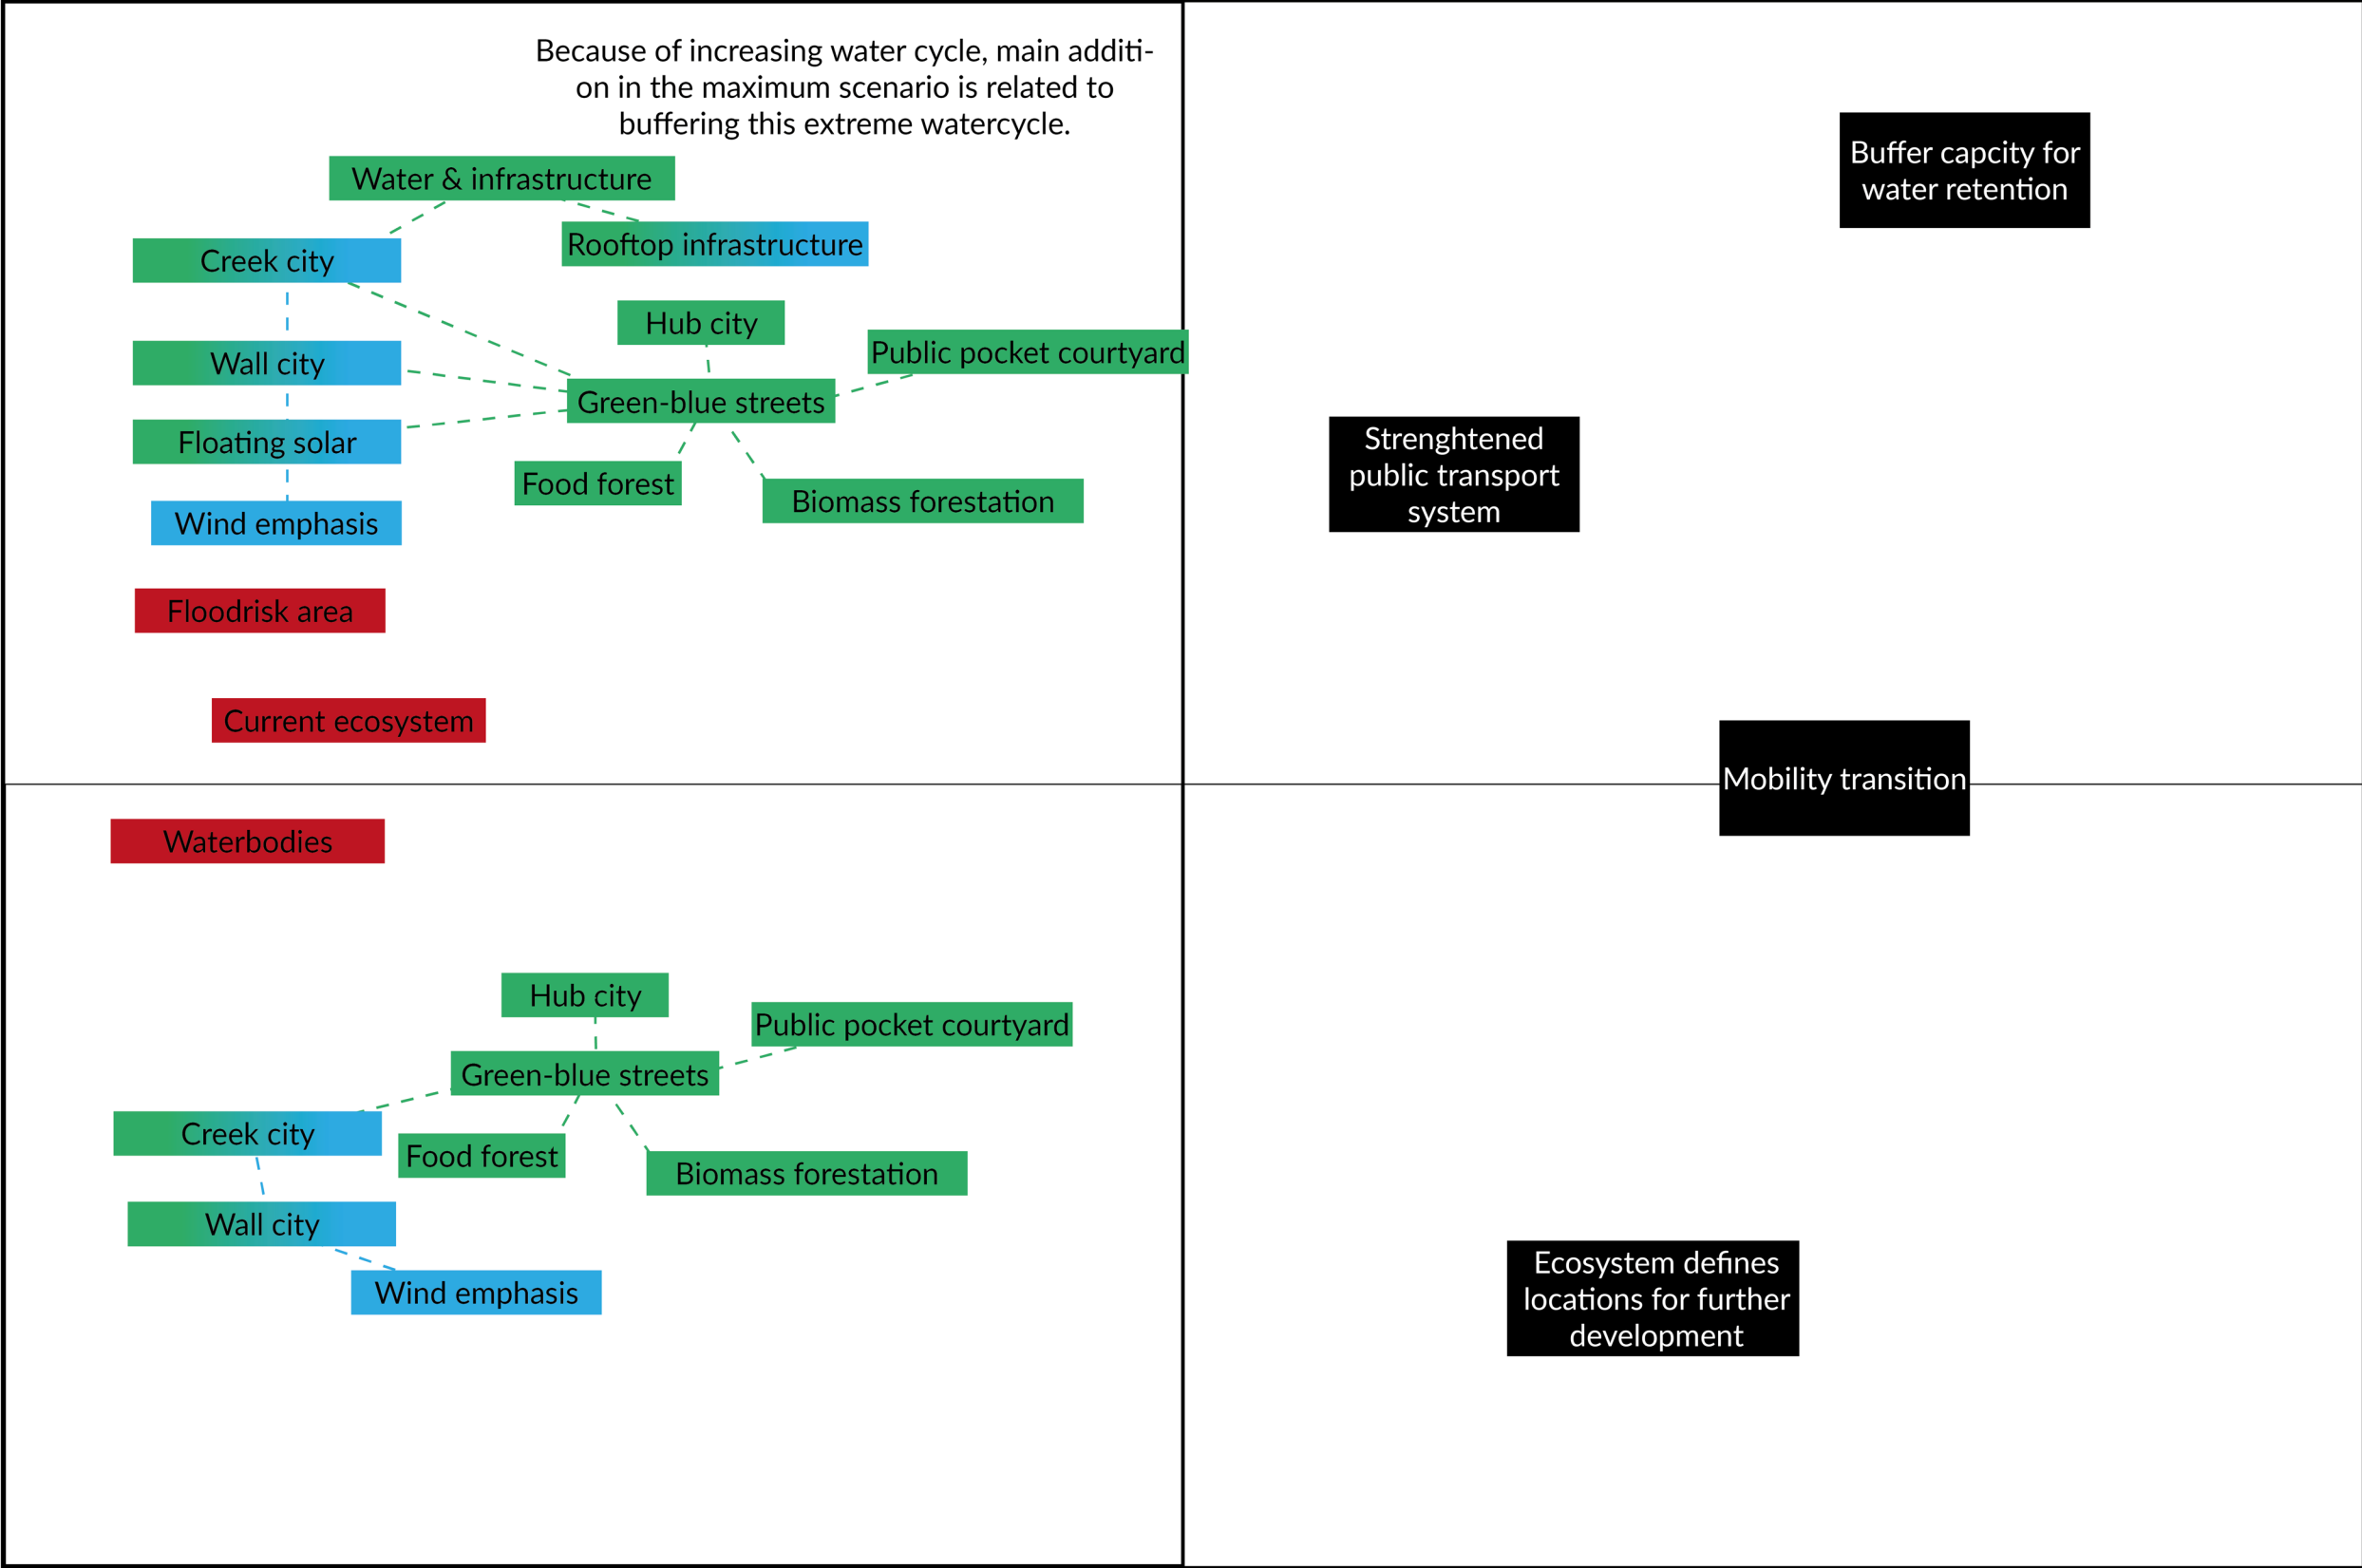 Because of increasing water cycle, main additi-
on in the maximum scenario is related to
buffering this extreme watercycle.
Water & infrastructure
Rooftop infrastructure
Creek city
Hub city
Public pocket courtyard
Wall city
Green-blue streets
Floating solar
Food forest
Biomass forestation
Wind emphasis
Floodrisk area
Current ecosystem
Buffer capcity for
water retention
Strenghtened
public transport
system
Mobility transition
Waterbodies
Hub city
Public pocket courtyard
Green-blue streets
Creek city
Food forest
Biomass forestation
Wall city
Wind emphasis
Ecosystem defines
locations for further
development